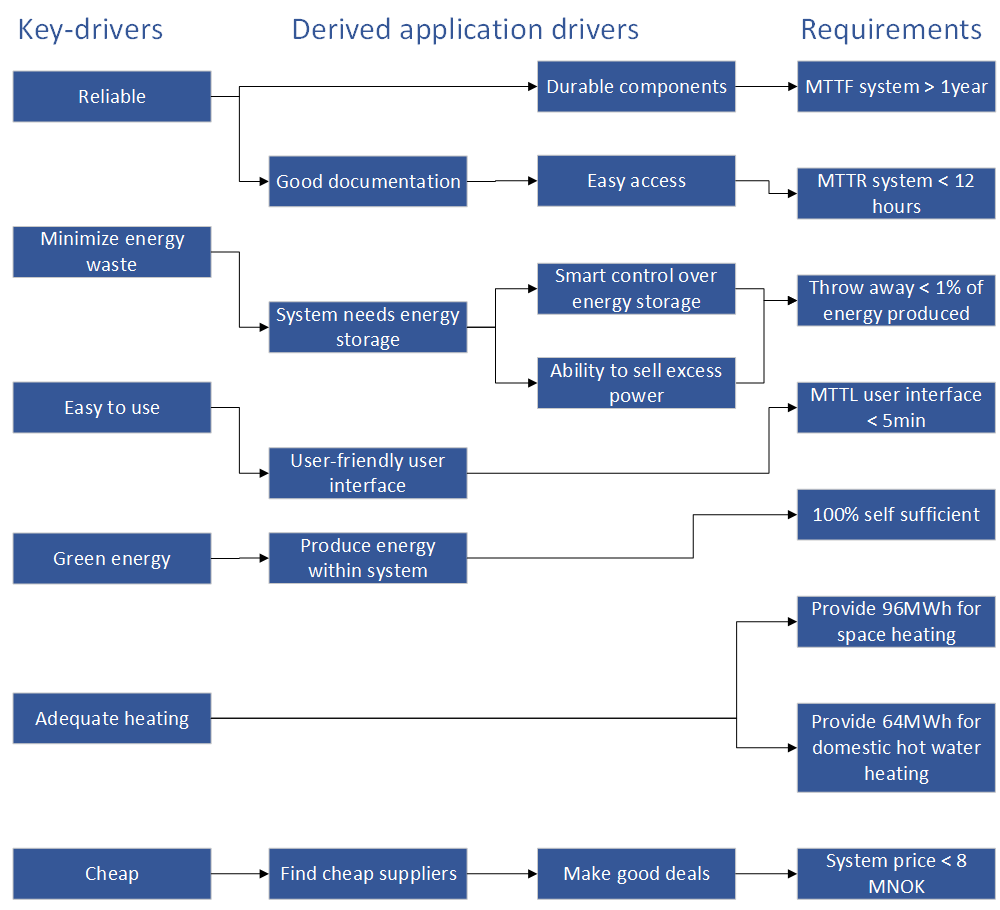 Key-drivers
Derived application drivers
Requirements
Reliable
Durable components
MTTF system > 1year
Good documentation
Easy access
MTTR system < 12
hours
Minimize energy
waste
System needs energy
storage
Smart control over
energy storage
Ability to sell excess
power
Throw away < 1% of
energy produced
Easy to use
User-friendly user
interface
MTTL user interface
< 5min
Green energy
Produce energy
within system
100% self sufficient
Adequate heating
Provide 96MWh for
space heating
Provide 64MWh for
domestic hot water
heating
Cheap
Find cheap suppliers
Make good deals
System price < 8
MNOK